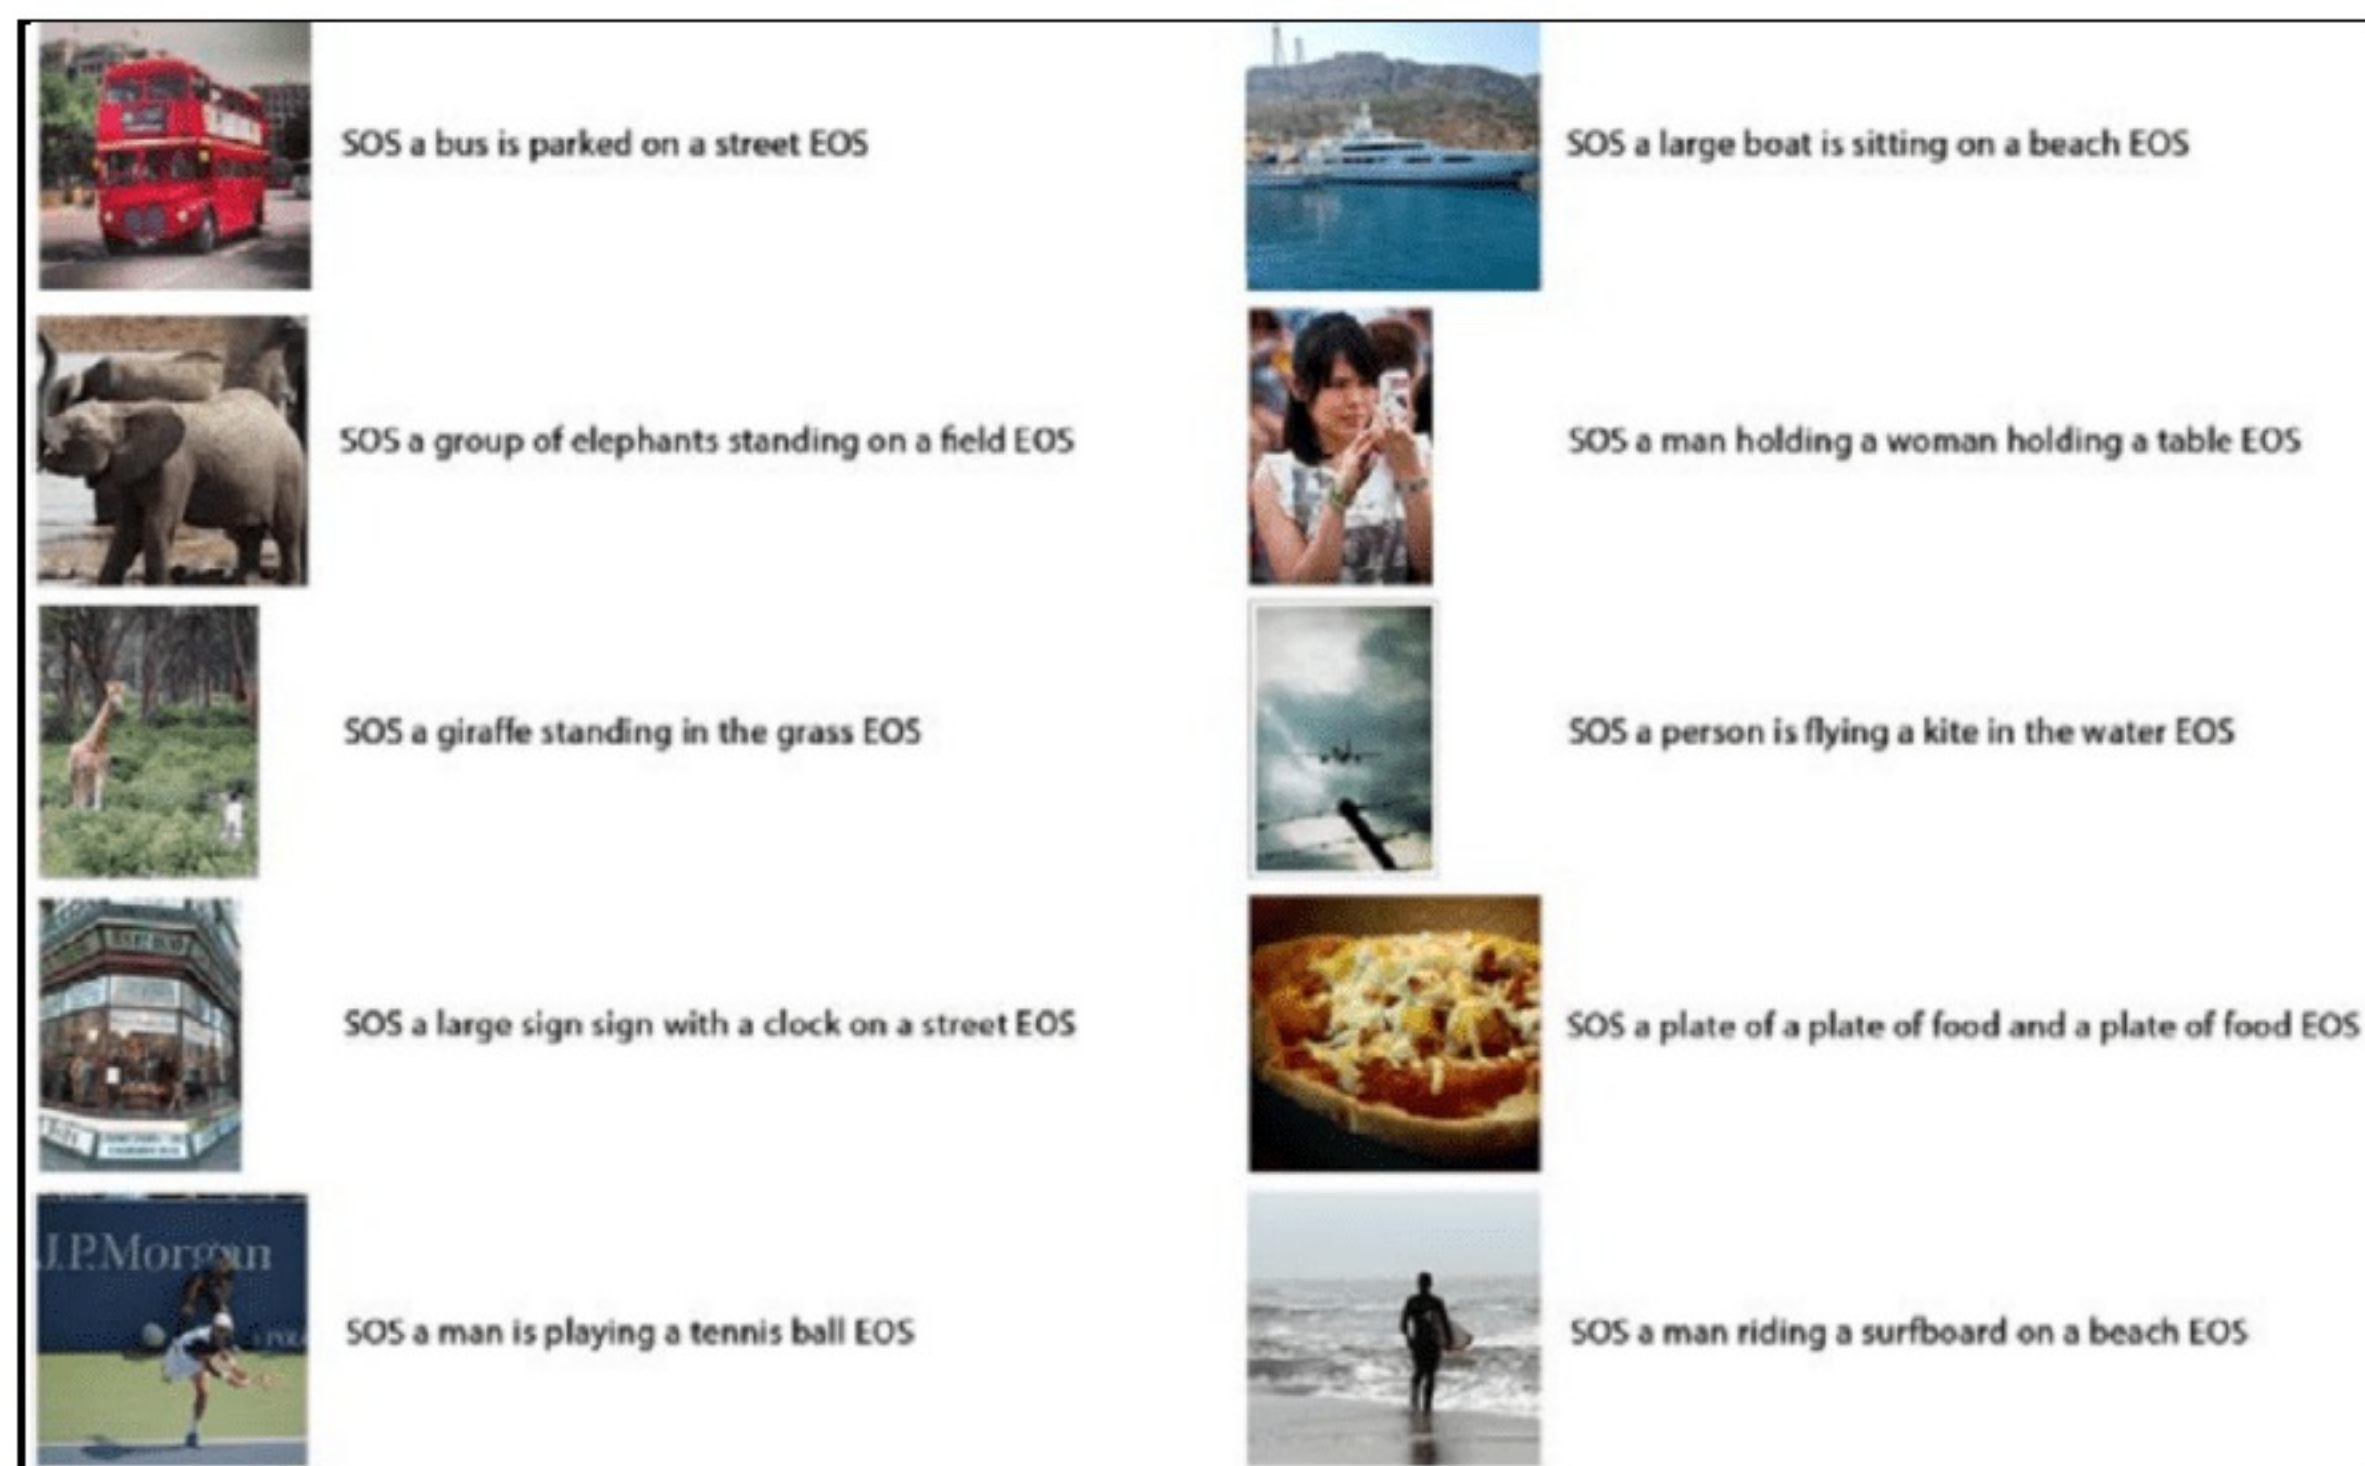 SOS a bus is parked on a street EOS
SOS a large boat is sitting on a beach EOS
SOS a group of elephants standing on a field EOS
SOS a man holding a woman holding a table EOS
SOS a giraffe standing in the grass EOS
SOS a person is flying a kite in the water EOS
SOS a large sign sign with a clock on a street EOS
SOS a plate of a plate of food and a plate of food EOS
J.P.Morgan
SOS a man is playing a tennis ball EOS
SOS a man riding a surfboard on a beach EOS